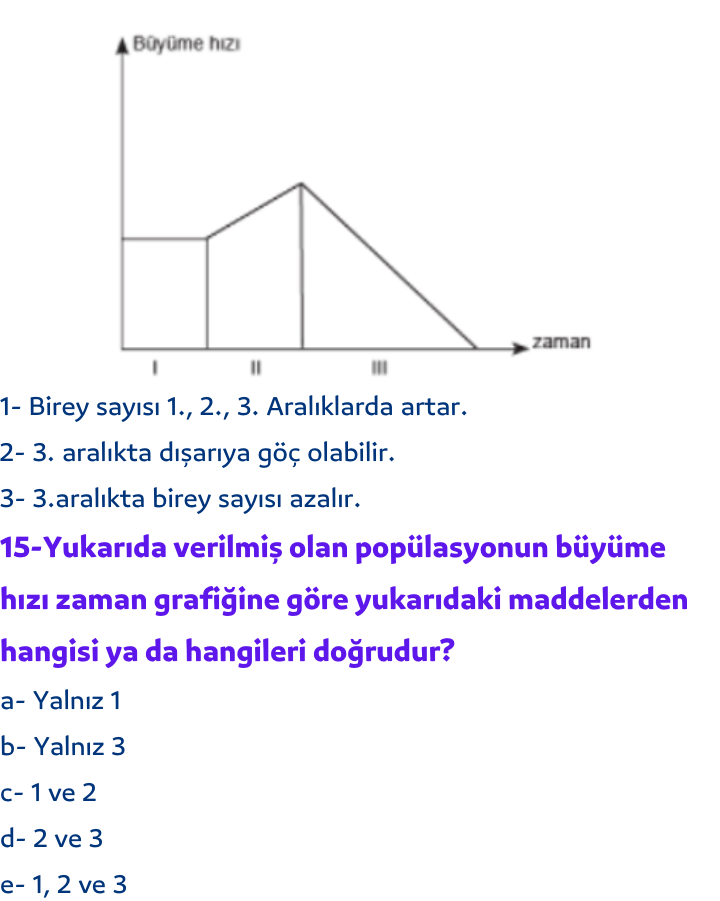 Büyüme hızı
zaman
I II III
1- Birey sayısı 1., 2., 3. Aralıklarda artar.
2- 3. aralıkta dışarıya göç olabilir.
3- 3.aralıkta birey sayısı azalır.
15-Yukarıda verilmiş olan popülasyonun büyüme
hızı zaman grafiğine göre yukarıdaki maddelerden
hangisi ya da hangileri doğrudur?
a- Yalnız 1
b- Yalnız 3
c- 1 ve 2
d- 2 ve 3
e- 1, 2 ve 3